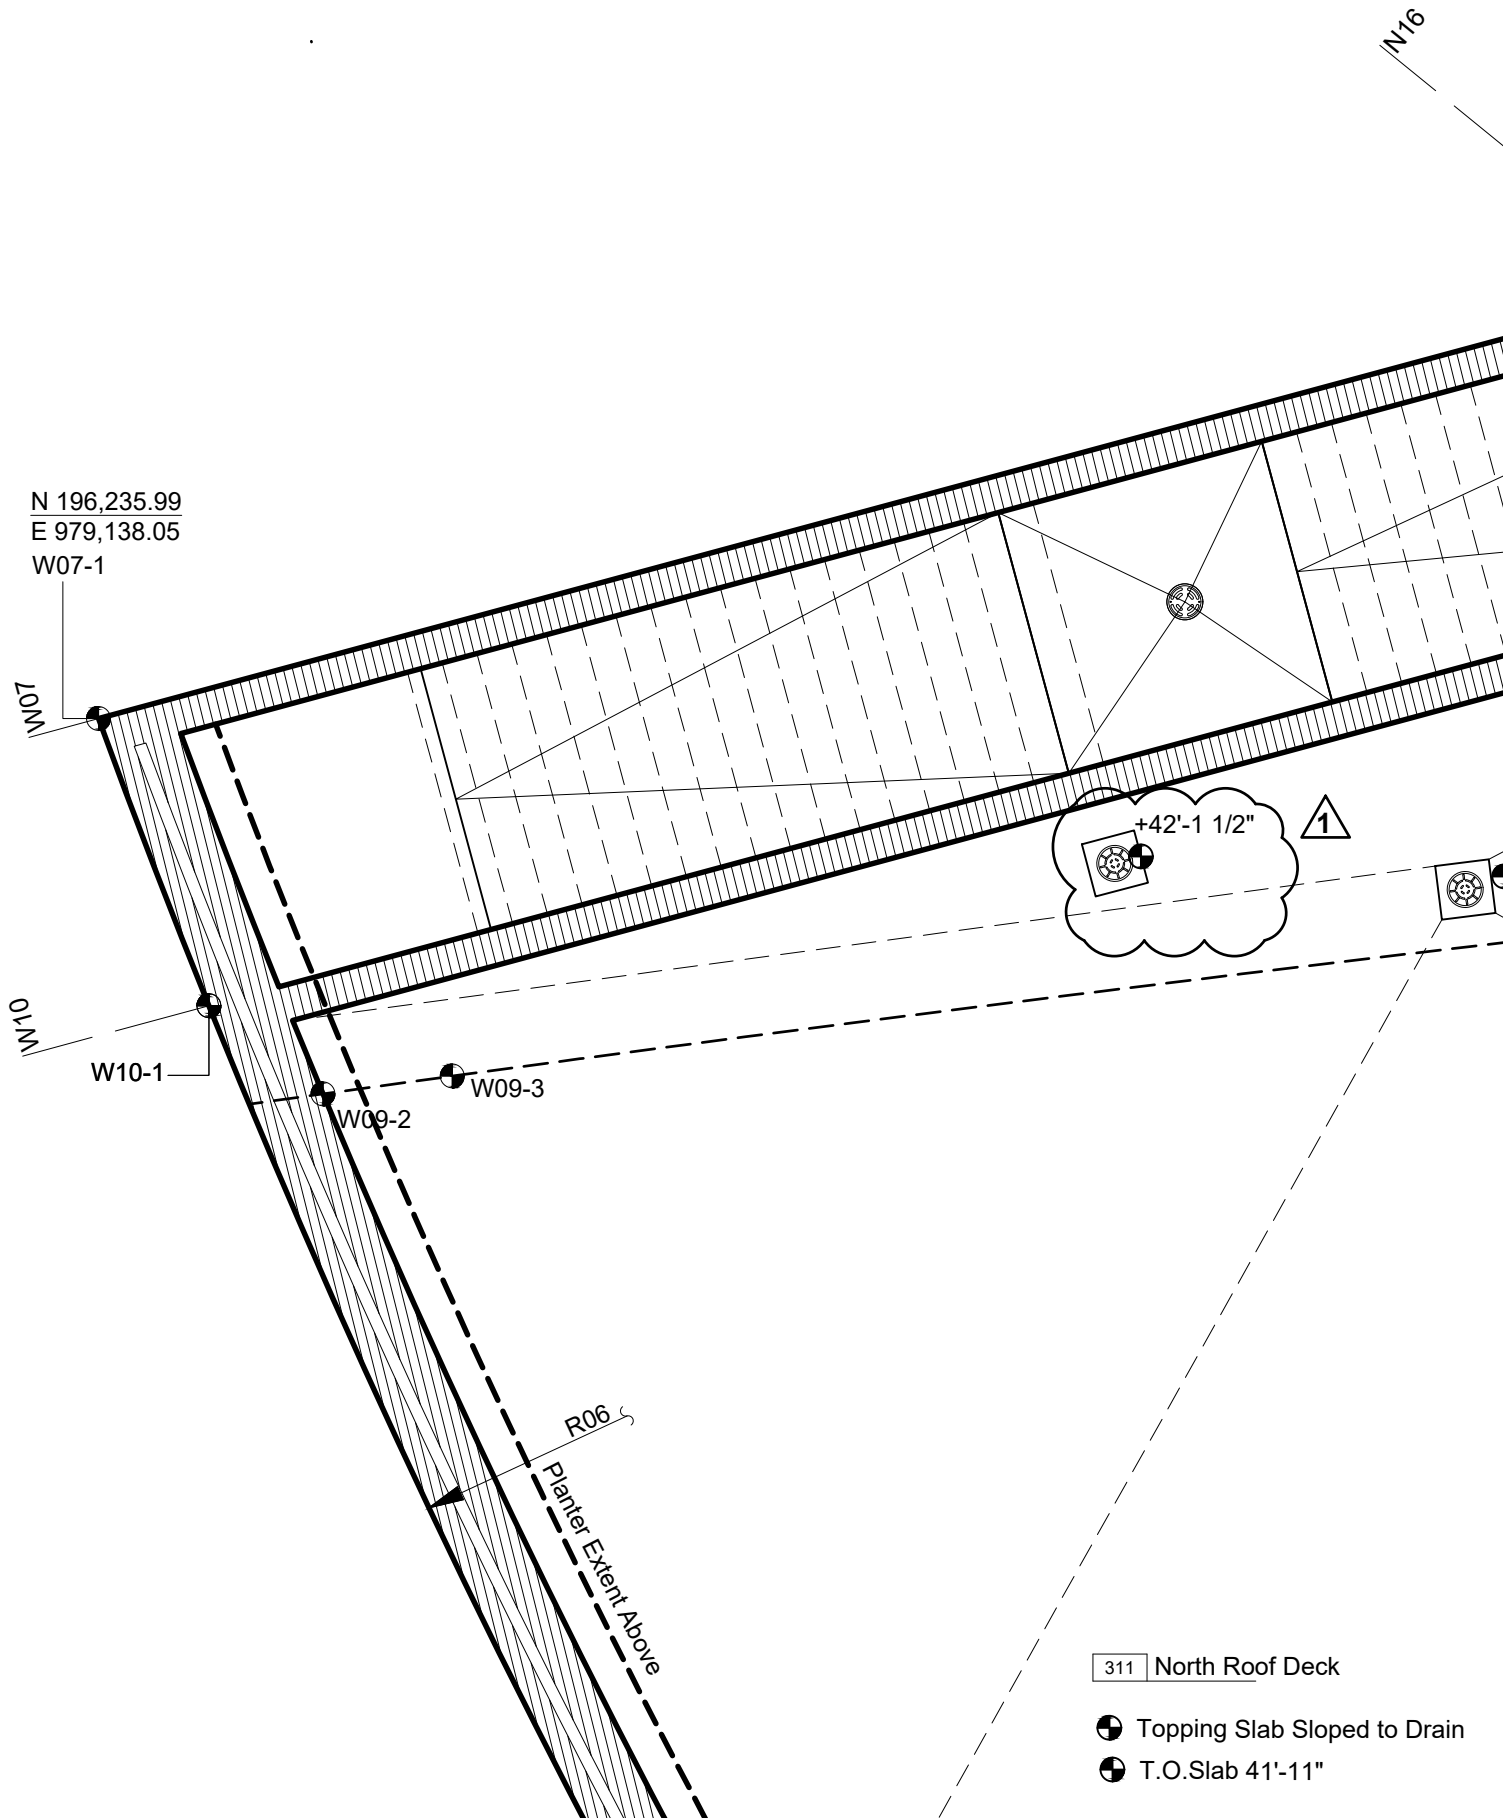 N16
N 196,235.99
E 979,138.05
W07-1
W07
+42'-1 1/2"
1
W10
W10-1
W09-3
W09-2
R06
Planter Extent Above
311 North Roof Deck
Topping Slab Sloped to Drain
T.O.Slab 41'-11"